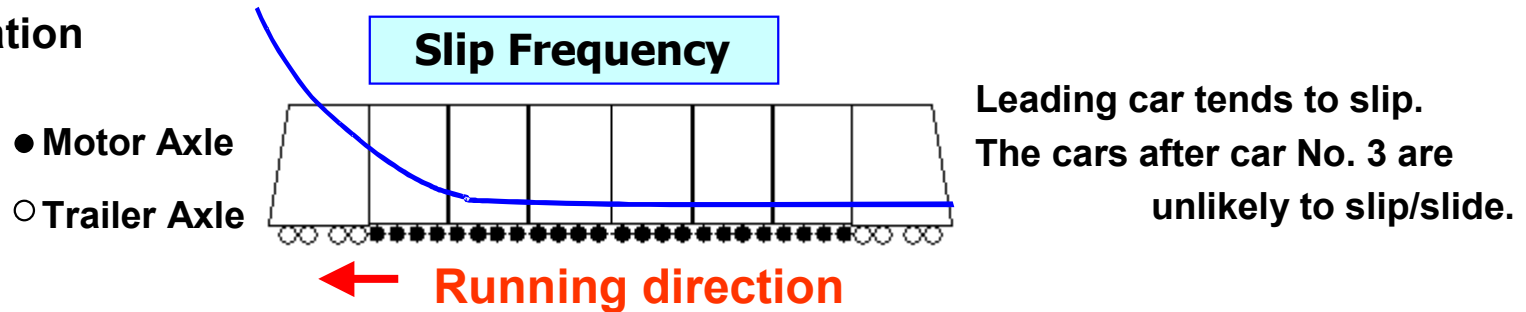 Slip Frequency
● Motor Axle
○ Trailer Axle
Leading car tends to slip.
The cars after car No. 3 are
unlikely to slip/slide.
Running direction